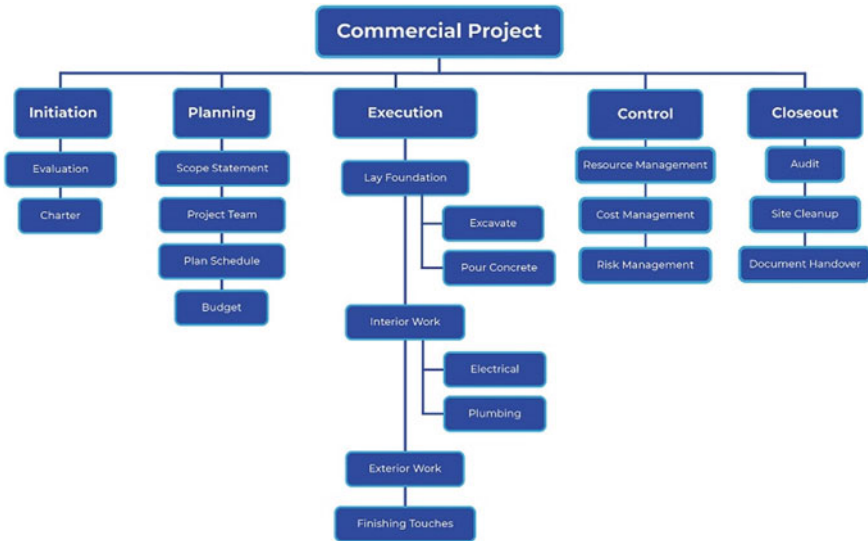 Commercial Project
Initiation
Evaluation
Charter
Planning
Scope Statement
Project Team
Plan Schedule
Budget
Execution
Lay Foundation
Excavate
Pour Concrete
Interior Work
Electrical
Plumbing
Exterior Work
Finishing Touches
Control
Resource Management
Cost Management
Risk Management
Closeout
Audit
Site Cleanup
Document Handover